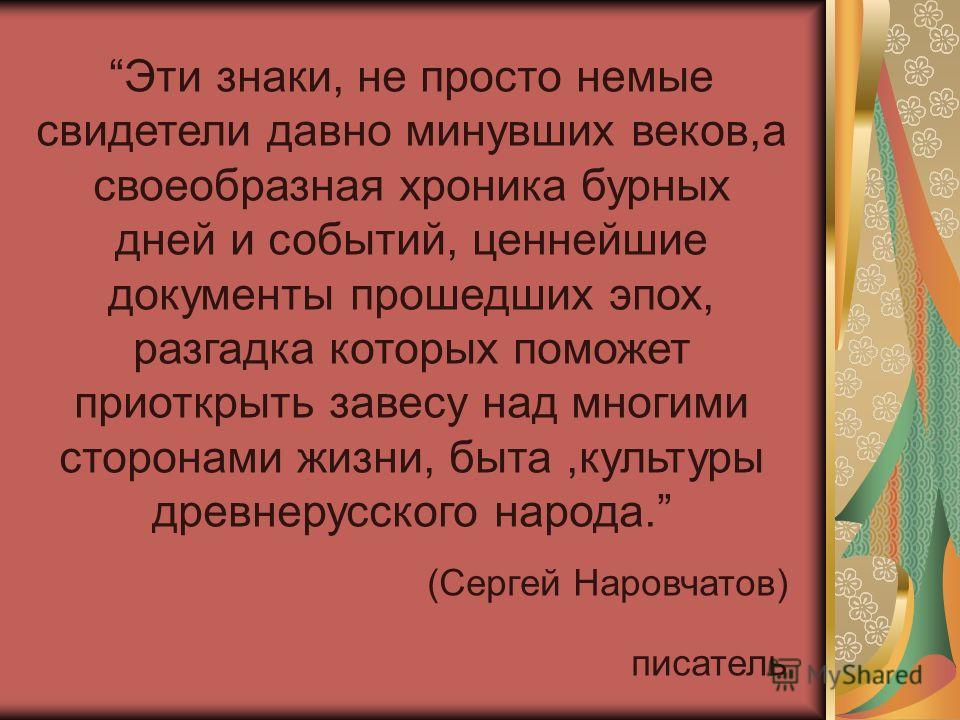 “Эти знаки, не просто немые
свидетели давно минувших веков,а
своеобразная хроника бурных
дней и событий, ценнейшие
документы прошедших эпох,
разгадка которых поможет
приоткрыть завесу над многими
сторонами жизни, быта ,культуры
древнерусского народа.”
(Сергей Наровчатов)
писатель
MyShared